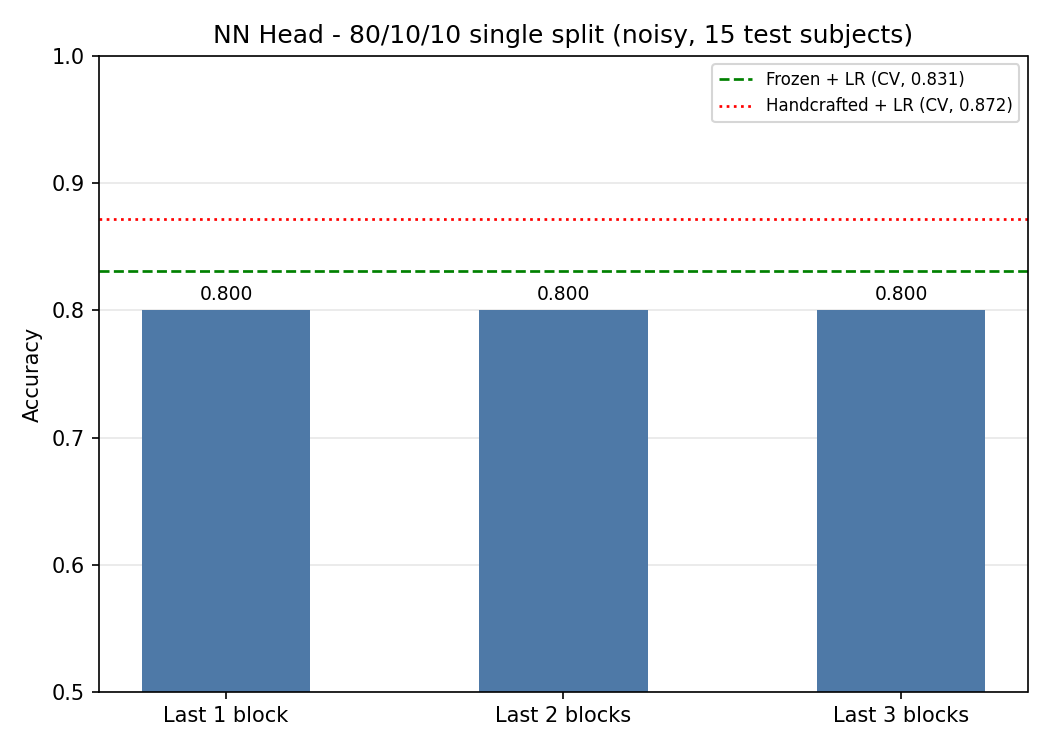 NN Head - 80/10/10 single split (noisy, 15 test subjects)
Frozen + LR (CV, 0.831)
Handcrafted + LR (CV, 0.872)
Accuracy
1.0
0.9
0.8
0.7
0.6
0.5
0.800
0.800
0.800
Last 1 block
Last 2 blocks
Last 3 blocks